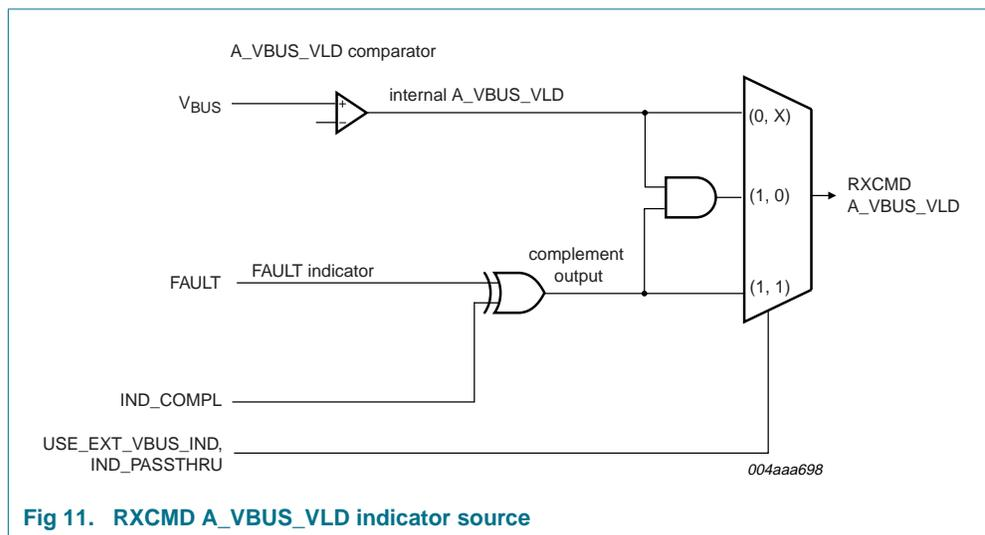 A_VBUS_VLD comparator
VBUS
+
−
internal A_VBUS_VLD
(0, X)
(1, 0)
RXCMD
A_VBUS_VLD
complement
output
FAULT
FAULT indicator
(1, 1)
IND_COMPL
USE_EXT_VBUS_IND,
IND_PASSTHRU
004aaa698
Fig 11. RXCMD A_VBUS_VLD indicator source